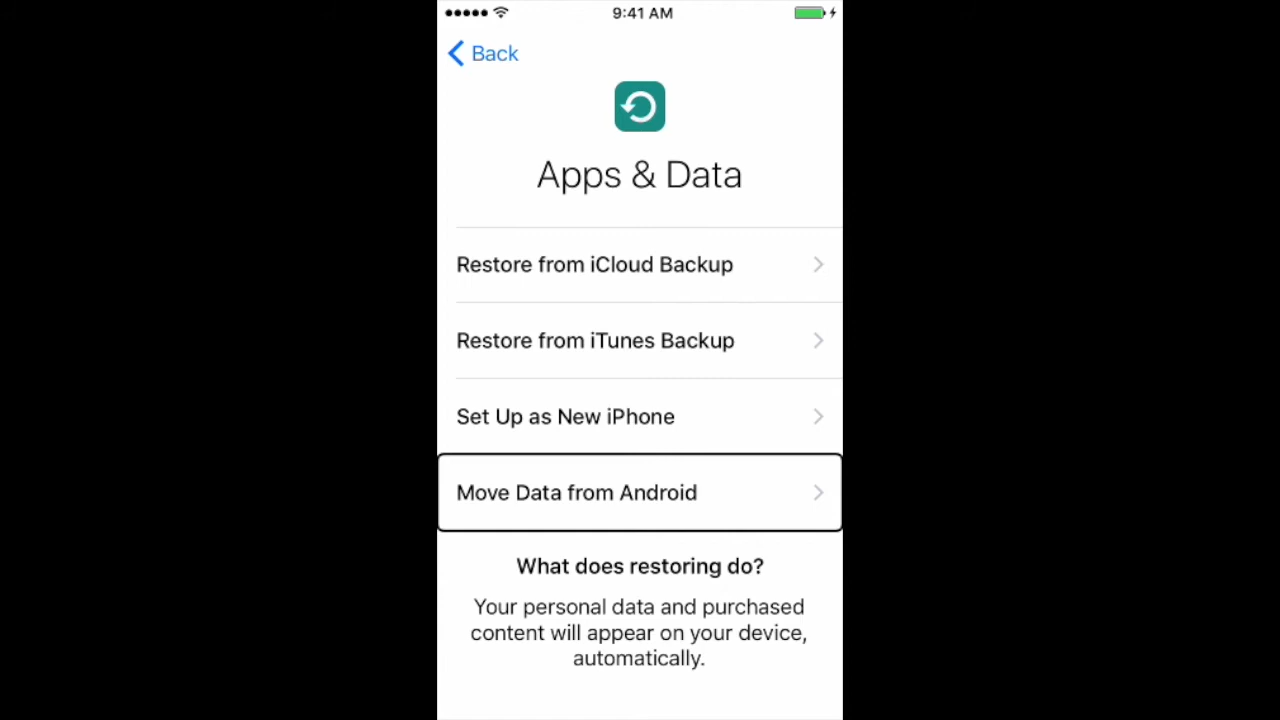 9:41 AM
Back
Apps & Data
Restore from iCloud Backup
Restore from iTunes Backup
Set Up as New iPhone
Move Data from Android
What does restoring do?
Your personal data and purchased
content will appear on your device,
automatically.